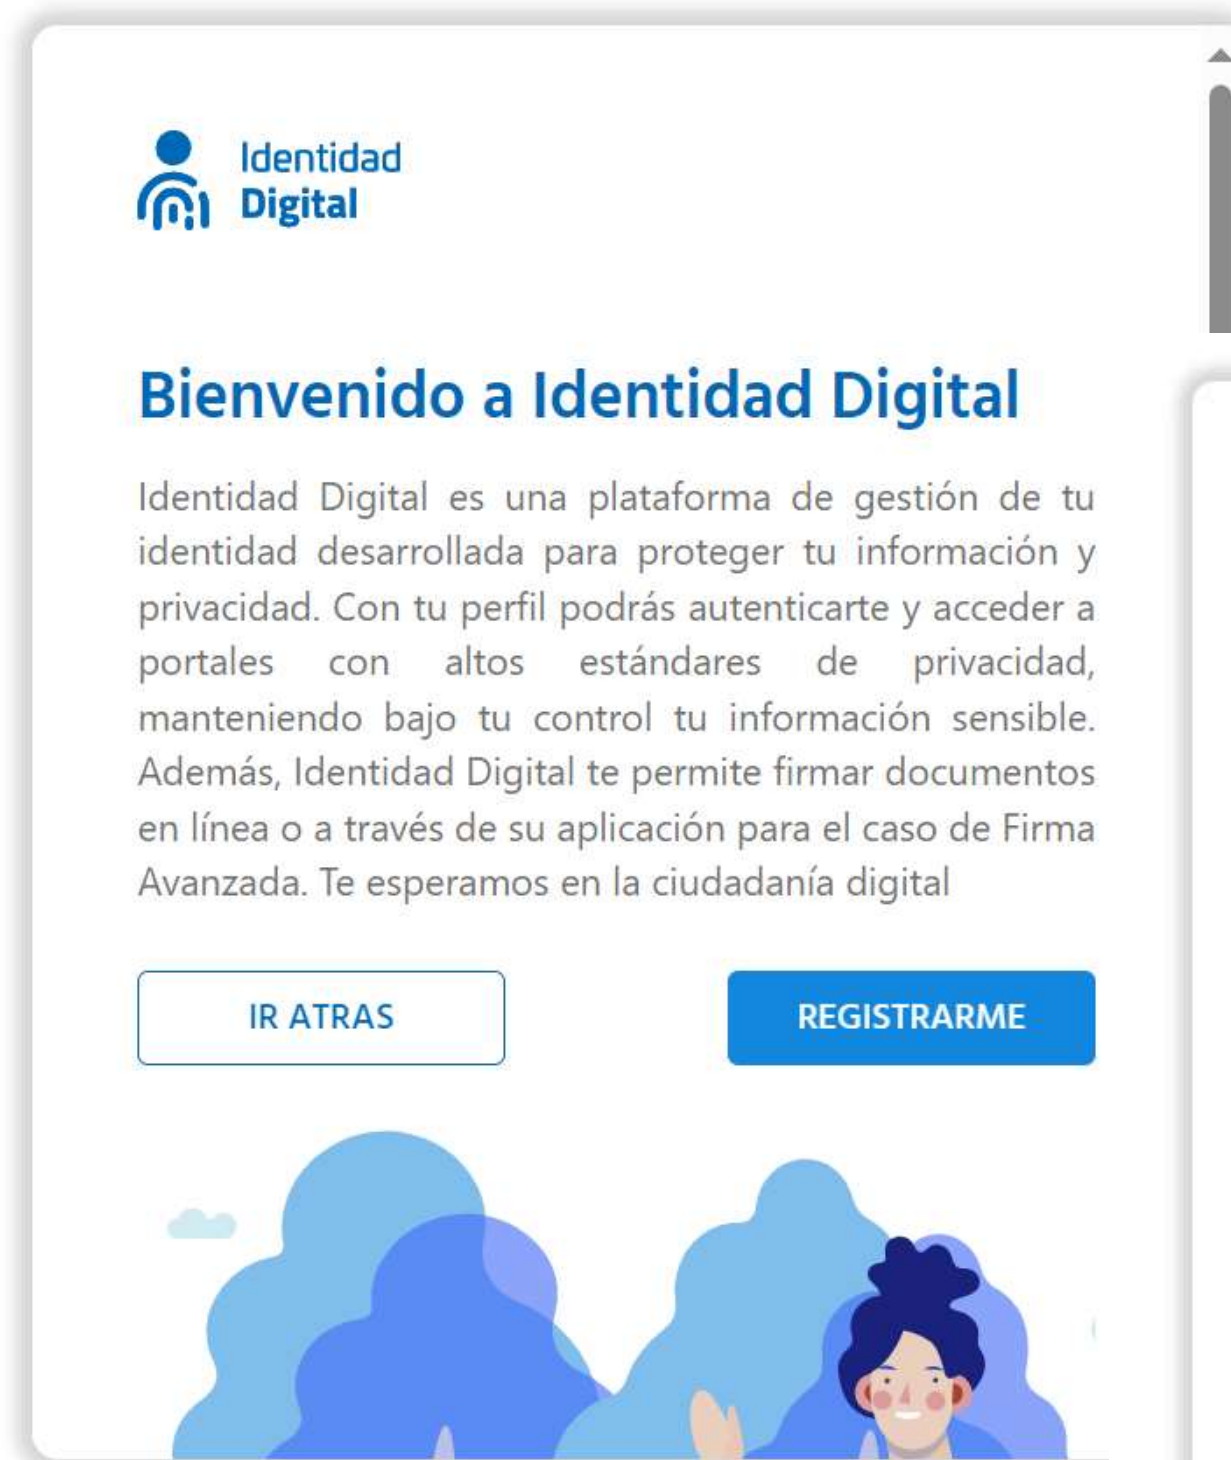 Identidad
Digital
Bienvenido a Identidad Digital
Identidad Digital es una plataforma de gestión de tu
identidad desarrollada para proteger tu información y
privacidad. Con tu perfil podrás autenticarte y acceder a
portales con altos estándares de privacidad,
manteniendo bajo tu control tu información sensible.
Además, Identidad Digital te permite firmar documentos
en línea o a través de su aplicación para el caso de Firma
Avanzada. Te esperamos en la ciudadanía digital
IR ATRAS
REGISTRARME